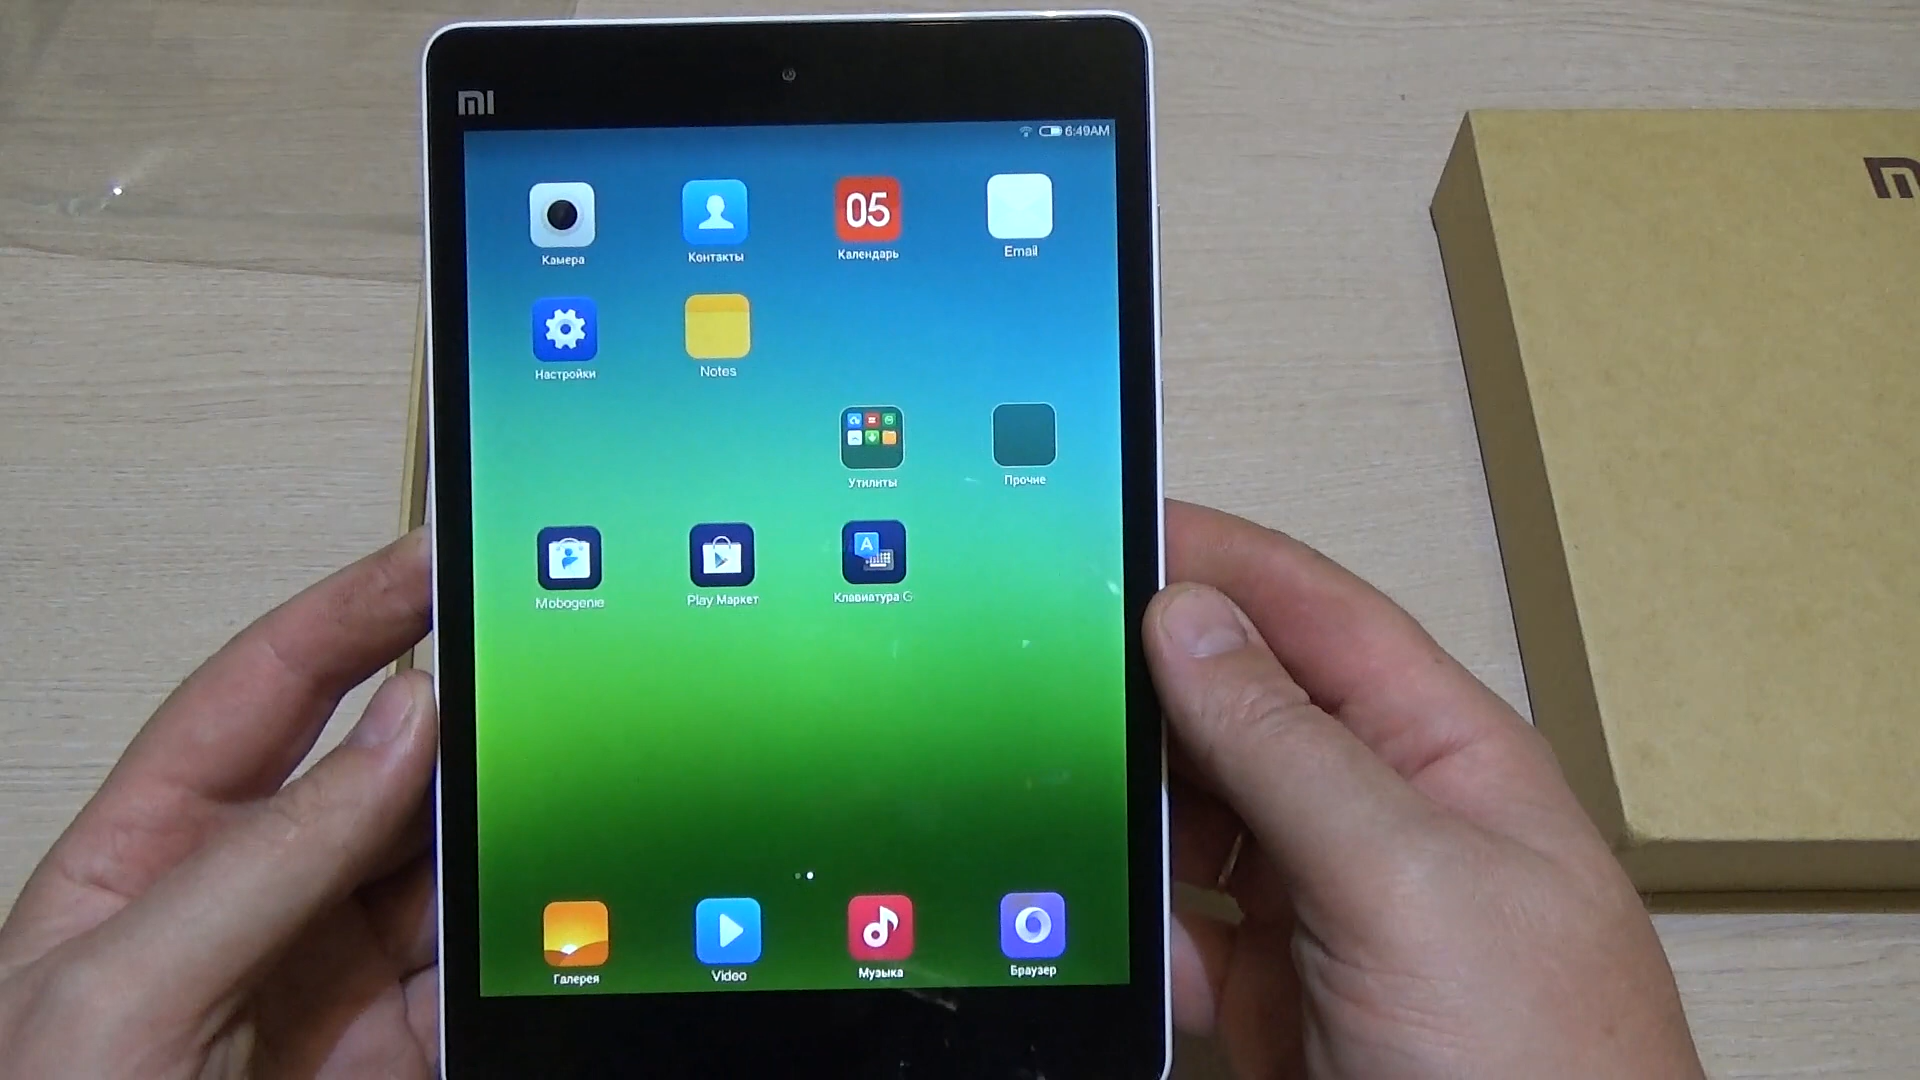 MI
6:49AM
05
Камера
Контакты
Календарь
Email
Настройки
Notes
Утилиты
Прочие
A
Mobogenie
Play Маркет
Клавиатура G
Галерея
Video
Музыка
Браузер